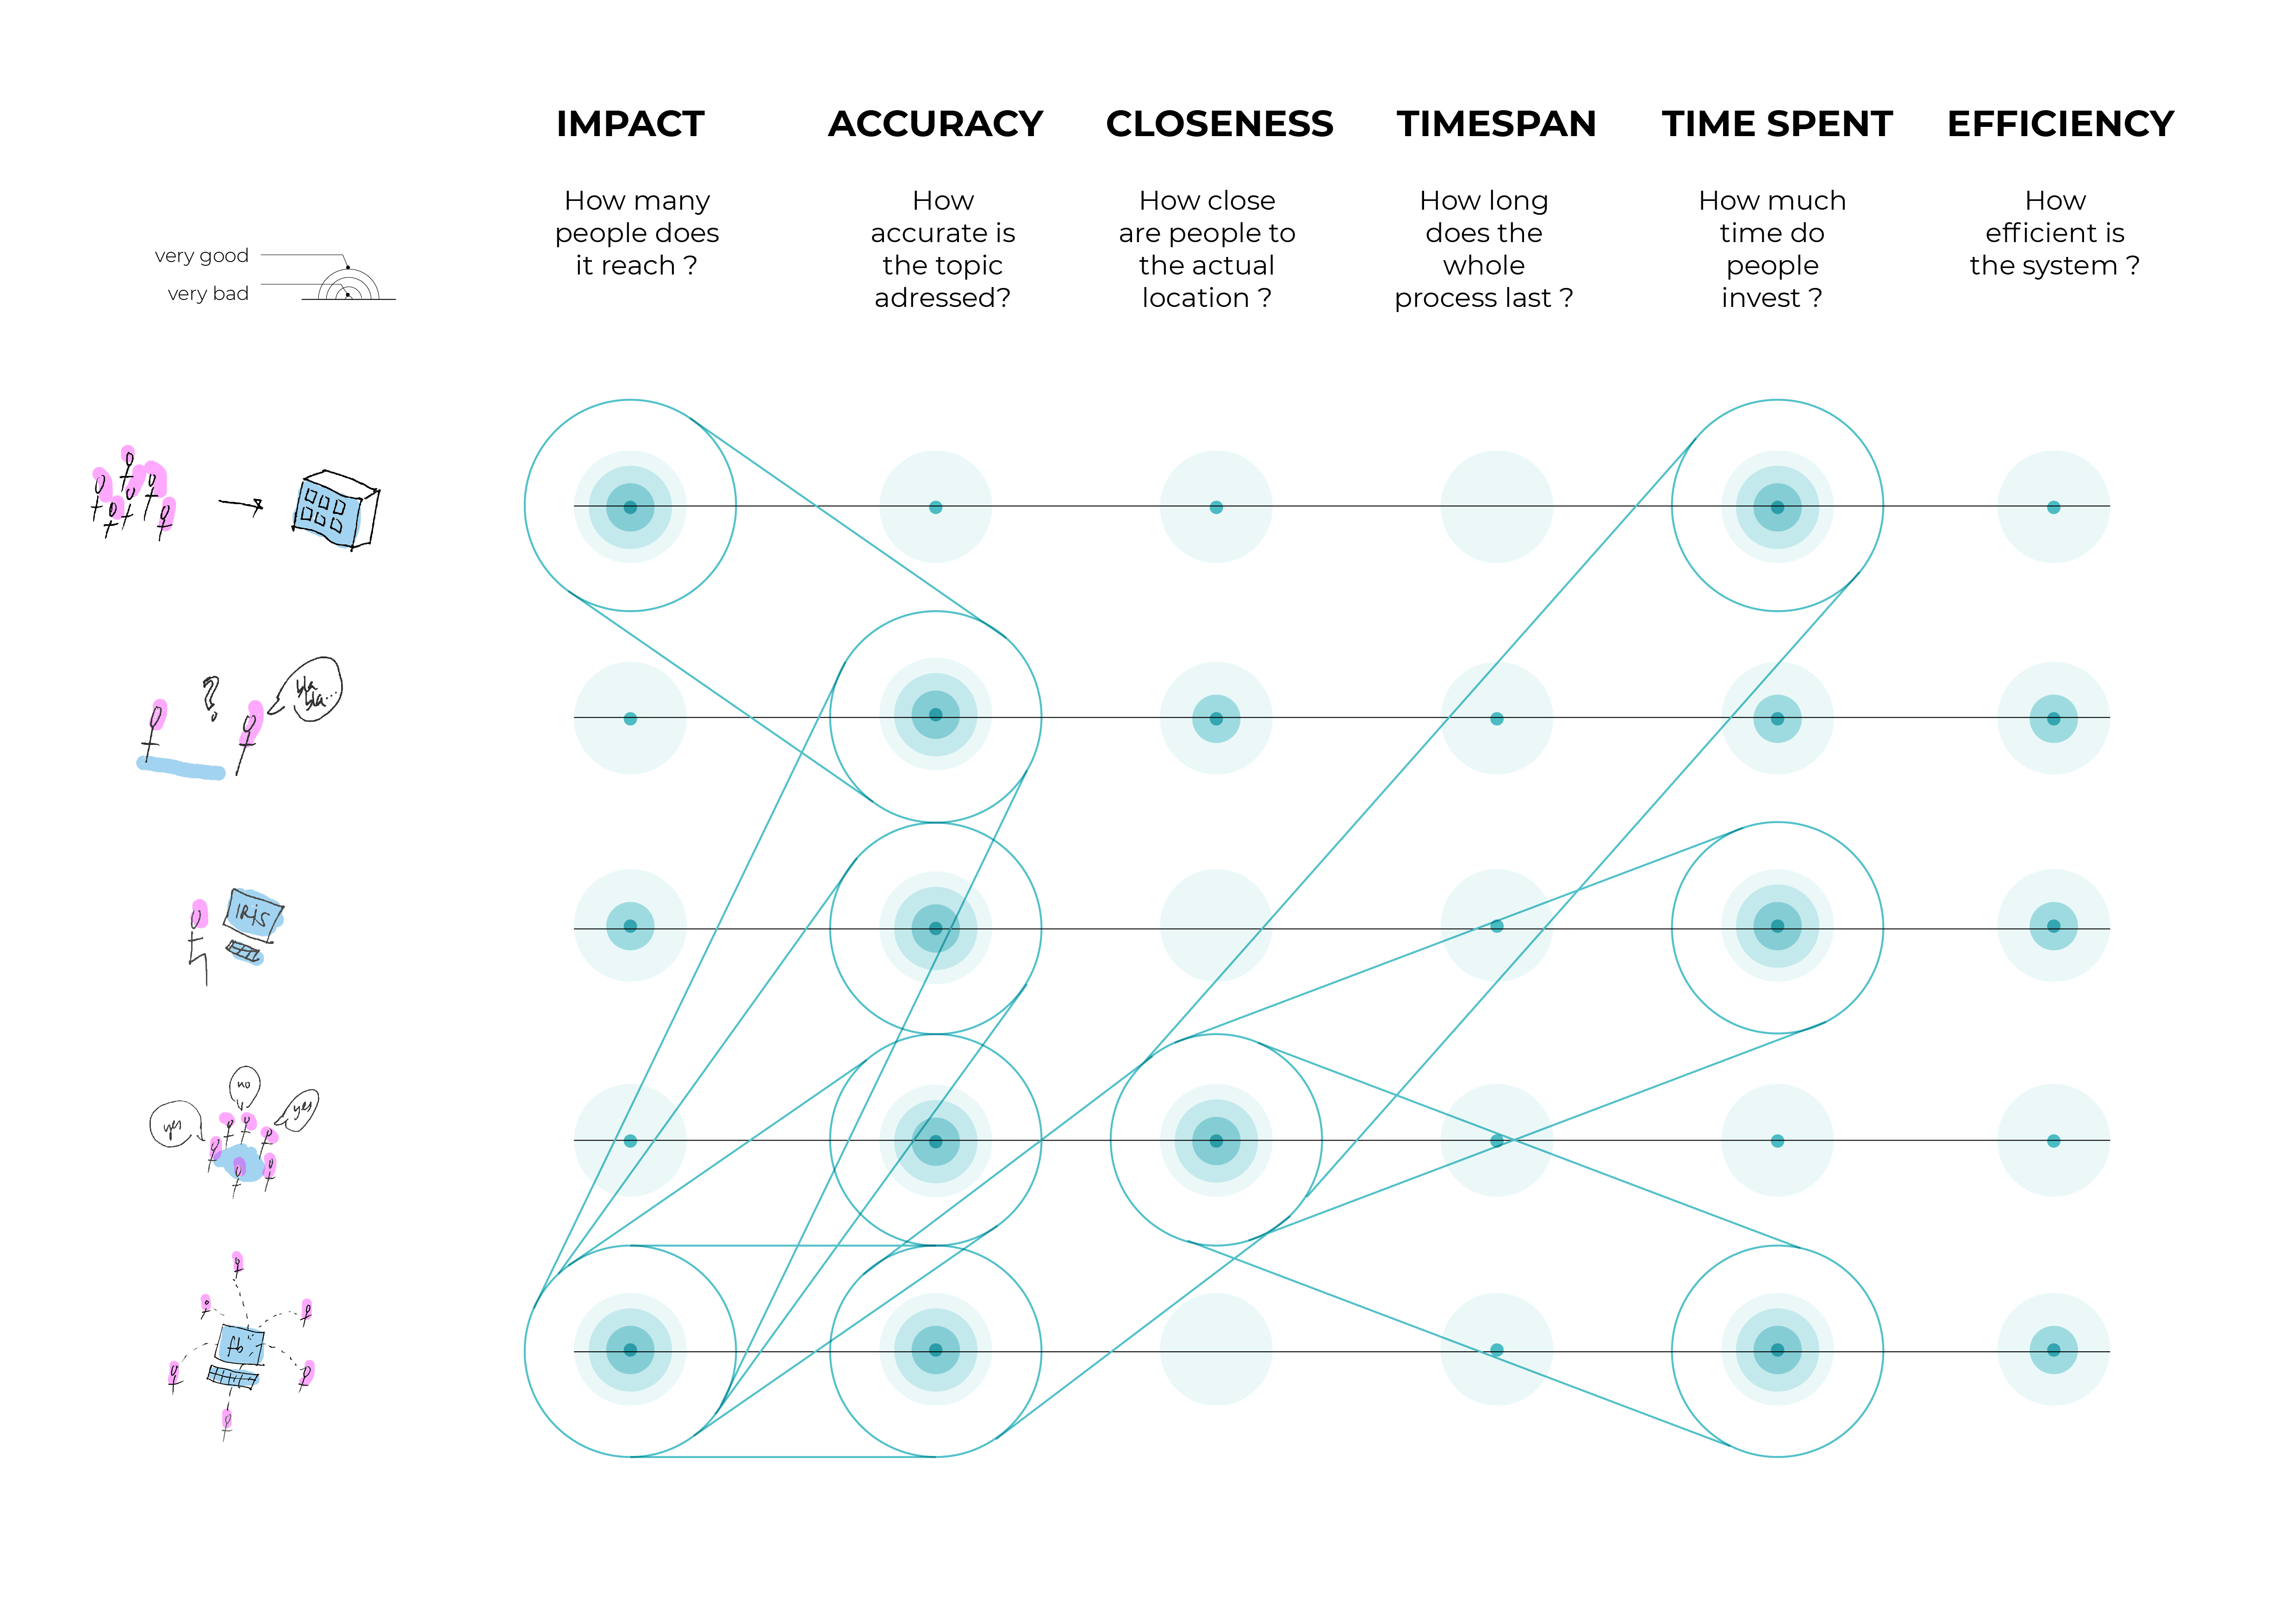 IMPACT
ACCURACY
CLOSENESS
TIMESPAN
TIME SPENT
EFFICIENCY
How many
people does
it reach ?
How
accurate is
the topic
adressed?
How close
are people to
the actual
location ?
How long
does the
whole
process last ?
How much
time do
people
invest ?
How
efficient is
the system ?
very good
very bad
?
bla
bla...
IRIS
no
yes
yes
fb